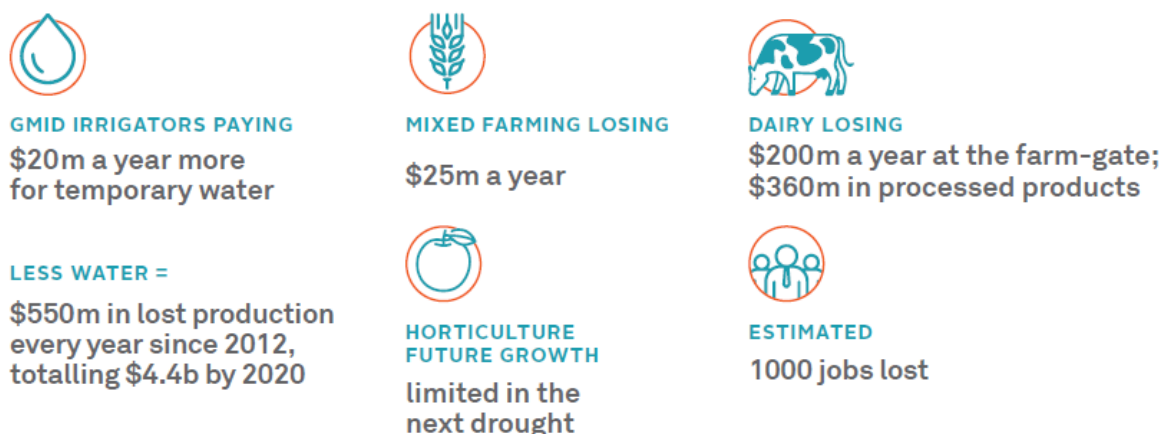 GMID IRRIGATORS PAYING
$20m a year more
for temporary water
MIXED FARMING LOSING
$25m a year
DAIRY LOSING
$200m a year at the farm-gate;
$360m in processed products
LESS WATER =
$550m in lost production
every year since 2012,
totalling $4.4b by 2020
HORTICULTURE
FUTURE GROWTH
limited in the
next drought
ESTIMATED
1000 jobs lost